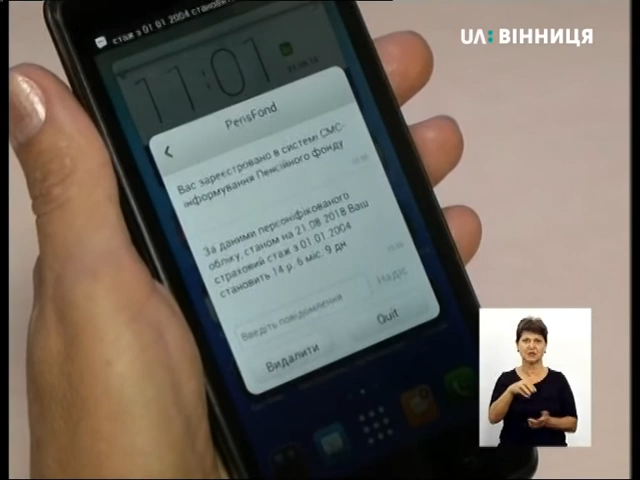 UA: ВІННИЦЯ
стаж з 01 01 2004 становить
11:01
PensFond
Вас зареєстровано в системі СМС-
інформування Пенсійного фонду
За даними персоніфікованого
обліку, станом на 21.08.2018 Ваш
страховий стаж з 01.01.2004
становить 14 р. 6 міс. 9 дн
Введіть повідомлення
Надіс
Видалити
Quit